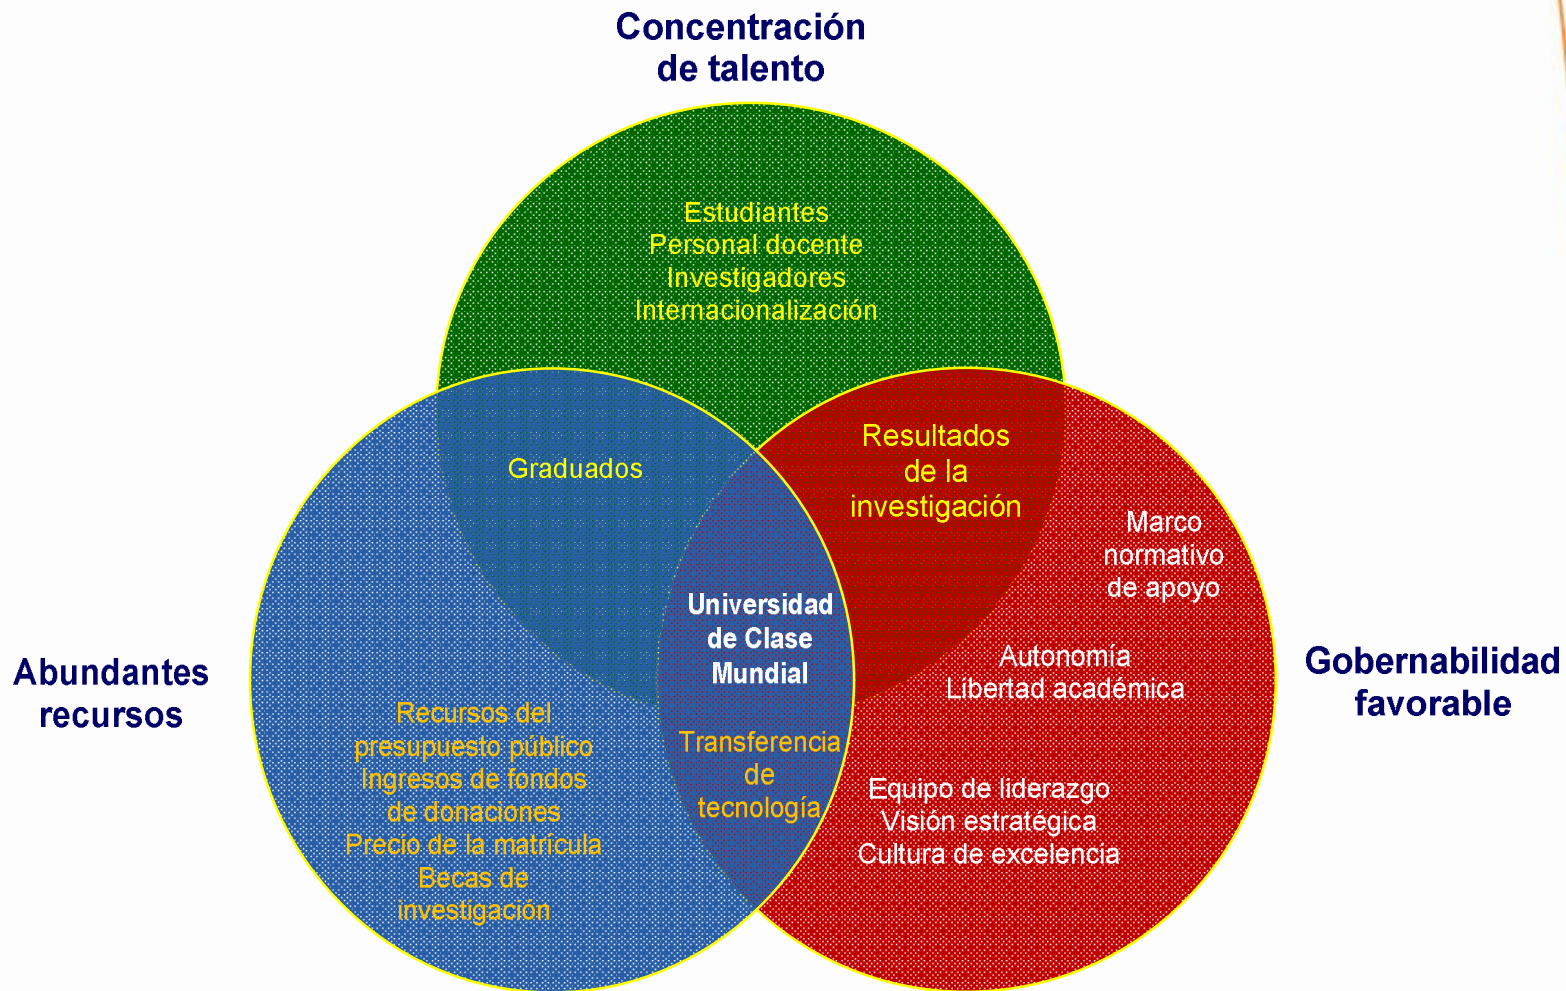 Concentración
de talento
Estudiantes
Personal docente
Investigadores
Internacionalización
Graduados
Resultados
de la
investigación
Marco
normativo
de apoyo
Universidad
de Clase
Mundial
Autonomía
Libertad académica
Abundantes
recursos
Gobernabilidad
favorable
Recursos del
presupuesto público
Ingresos de fondos
de donaciones
Precio de la matrícula
Becas de
investigación
Transferencia
de
tecnología
Equipo de liderazgo
Visión estratégica
Cultura de excelencia